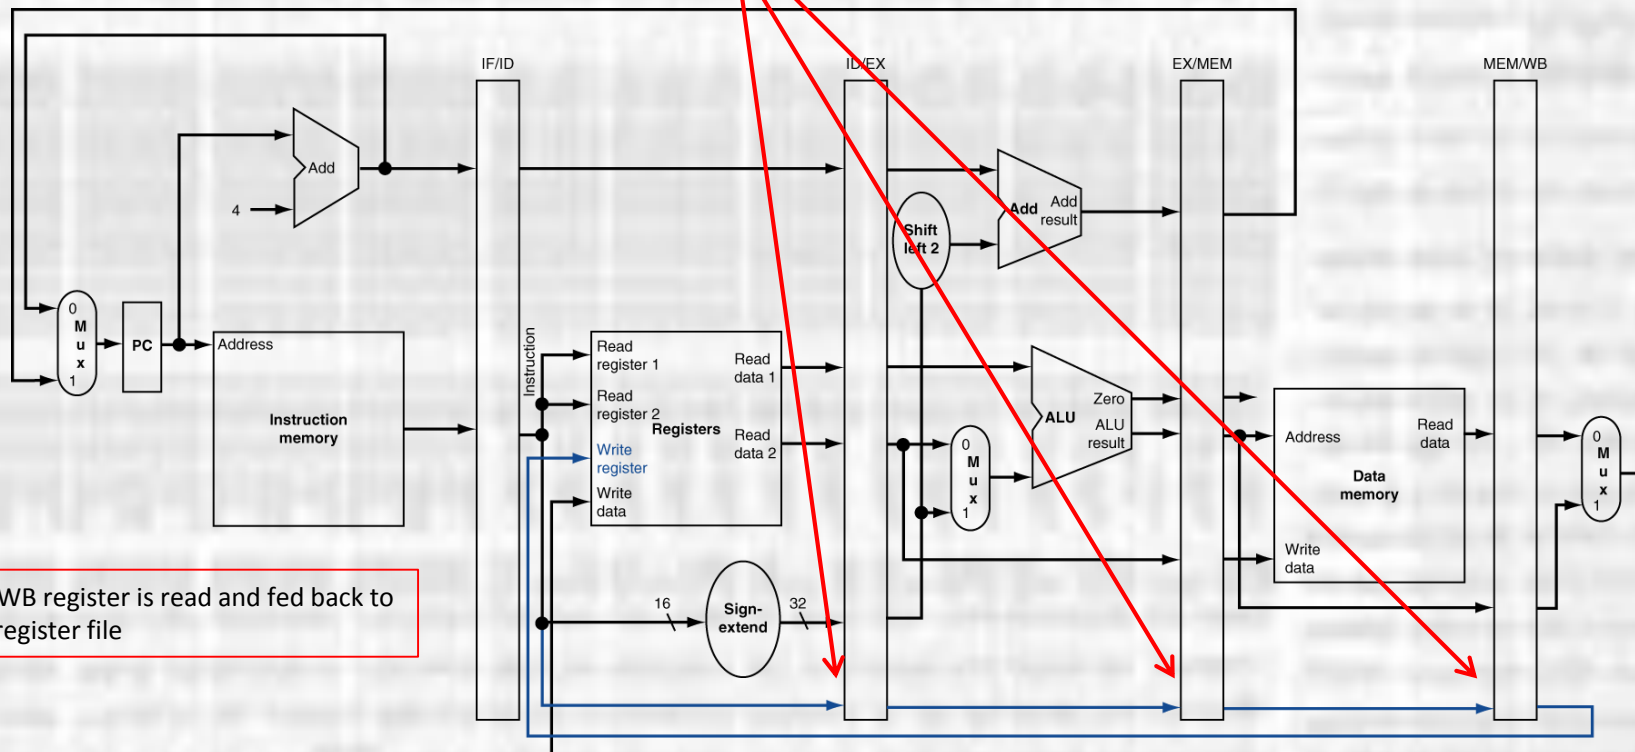 IF/ID
ID/EX
EX/MEM
MEM/WB
Add
4
Add
Add
result
Shift
left 2
0
M
u
x
1
PC
Address
Instruction
memory
Instruction
Read
register 1
Read
register 2
Write
register
Write
data
Registers
Read
data 1
Read
data 2
0
M
u
x
1
Zero
ALU
ALU
result
Address
Read
data
Data
memory
Write
data
0
M
u
x
1
16
Sign-
extend
32
WB register is read and fed back to
register file